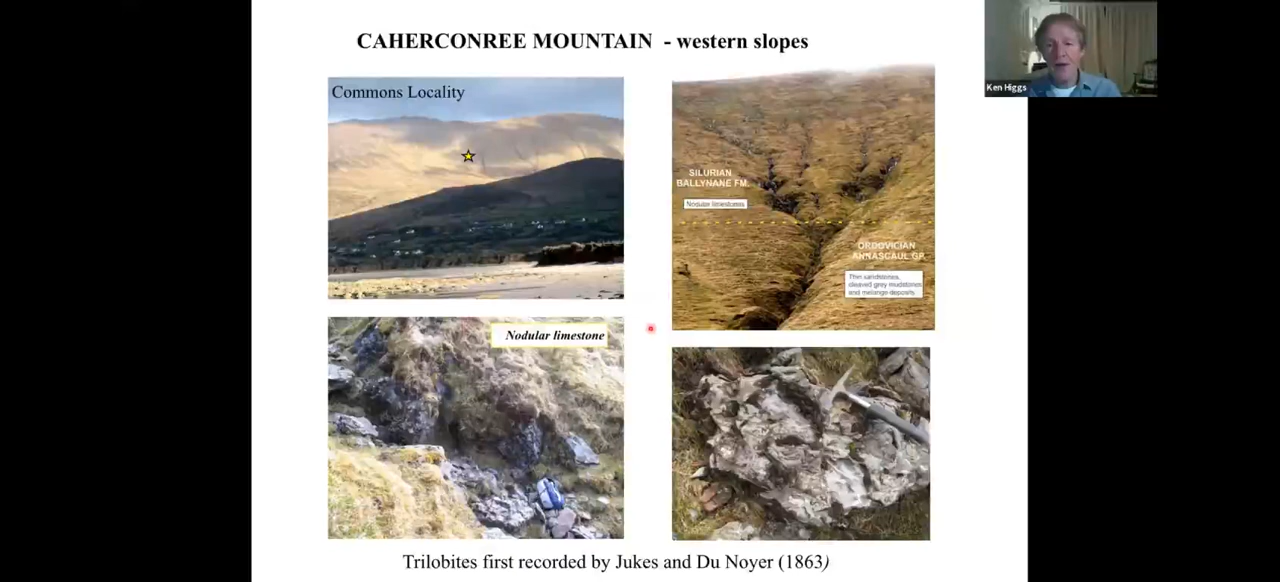 CAHERCONREE MOUNTAIN - western slopes
Ken Higgs
Commons Locality
SILURIAN
BALLYNANE FM.
Nodular limestones
ORDOVICIAN
ANNASCAUL GP.
Thin sandstones,
cleaved grey mudstones
and melange deposits.
Nodular limestone
Trilobites first recorded by Jukes and Du Noyer (1863)